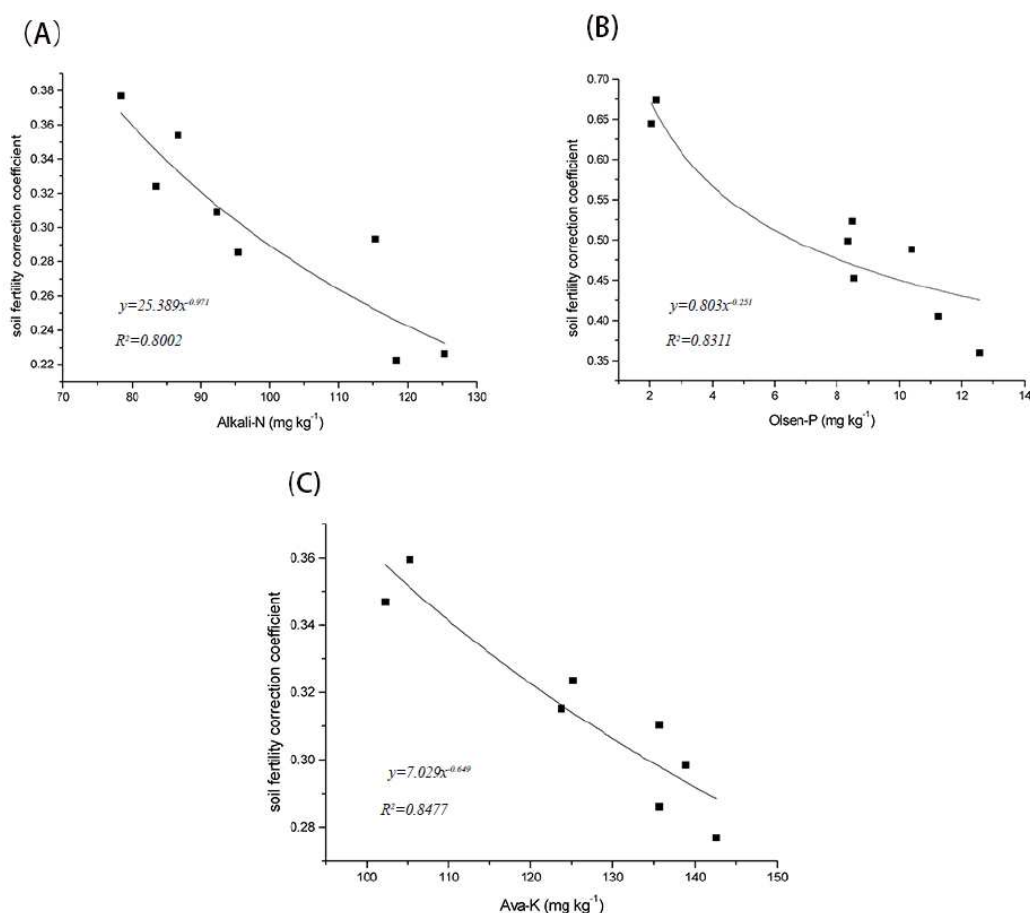 (A)
0.38
0.36
0.34
0.32
0.30
0.28
0.26
0.24
0.22
soil fertility correction coefficient
y=25.389x^-0.971
R²=0.8002
70 80 90 100 110 120 130
Alkali-N (mg kg⁻¹)
(B)
0.70
0.65
0.60
0.55
0.50
0.45
0.40
0.35
soil fertility correction coefficient
y=0.803x^-0.251
R²=0.8311
2 4 6 8 10 12 14
Olsen-P (mg kg⁻¹)
(C)
0.36
0.34
0.32
0.30
0.28
soil fertility correction coefficient
y=7.029x^-0.649
R²=0.8477
100 110 120 130 140 150
Ava-K (mg kg⁻¹)